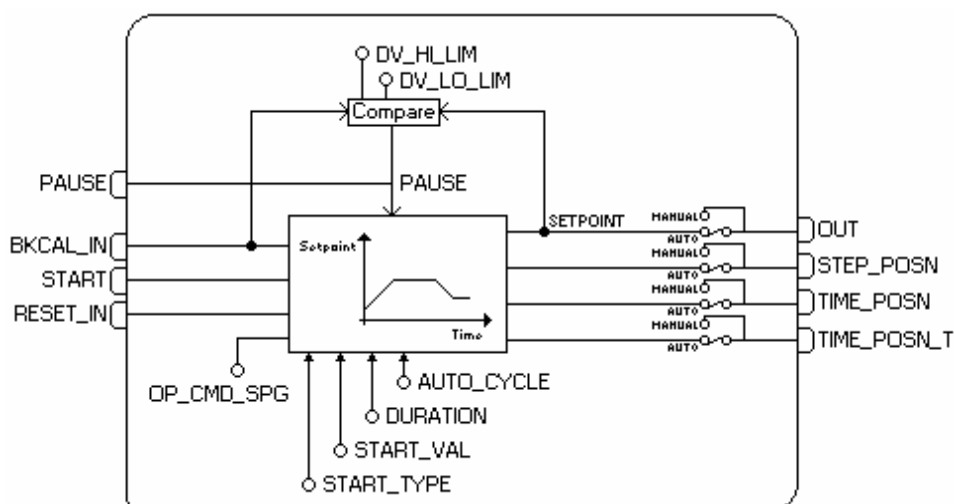 DV_HI_LIM
DV_LO_LIM
Compare
PAUSE
PAUSE
BKCAL_IN
START
RESET_IN
OP_CMD_SPG
Setpoint
Time
SETPOINT
MANUAL
AUTO
OUT
MANUAL
AUTO
STEP_POSN
MANUAL
AUTO
TIME_POSN
MANUAL
AUTO
TIME_POSN_T
AUTO_CYCLE
DURATION
START_VAL
START_TYPE